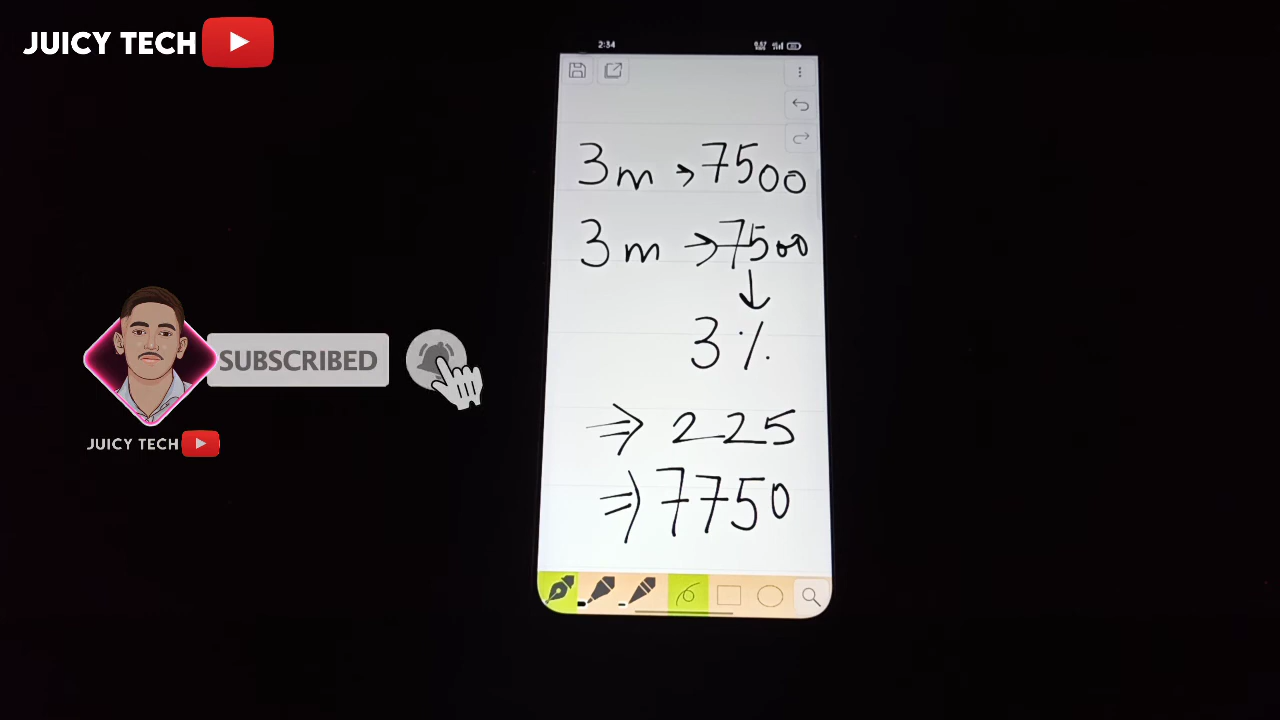 JUICY TECH
2:34
3m → 7500
3m ⇒ 7500
↓
3%
⇒ 225
⇒ 7750
SUBSCRIBED
JUICY TECH